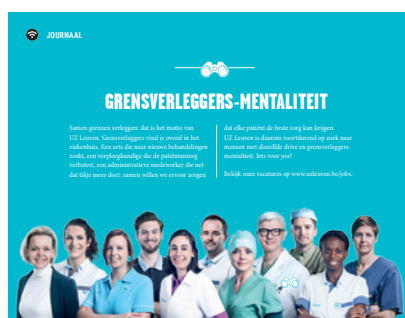 JOURNAAL
GRENSVERLEGGERS-MENTALITEIT
Samen grenzen verleggen: dat is het motto van
UZ Leuven. Grensverleggers vind je overal in het
ziekenhuis. Een arts die naar nieuwe behandelingen
zoekt, een verpleegkundige die de patiëntenzorg
verbetert, een administratieve medewerker die net
dat tikje meer doet: samen willen we ervoor zorgen
dat elke patiënt de beste zorg kan krijgen.
UZ Leuven is daarom voortdurend op zoek naar
mensen met diezelfde drive en grensverleggers-
mentaliteit. Iets voor jou?
Bekijk onze vacatures op www.uzleuven.be/jobs.